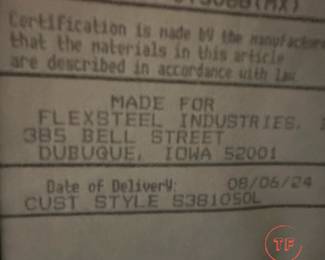 (MX)
Certification is made by the manufacturer
that the materials in this article
are described in accordance with law
MADE FOR
FLEXSTEEL INDUSTRIES,
385 BELL STREET
DUBUQUE, IOWA 52001
Date of Delivery: 08/06/24
CUST STYLE S381050L
TF